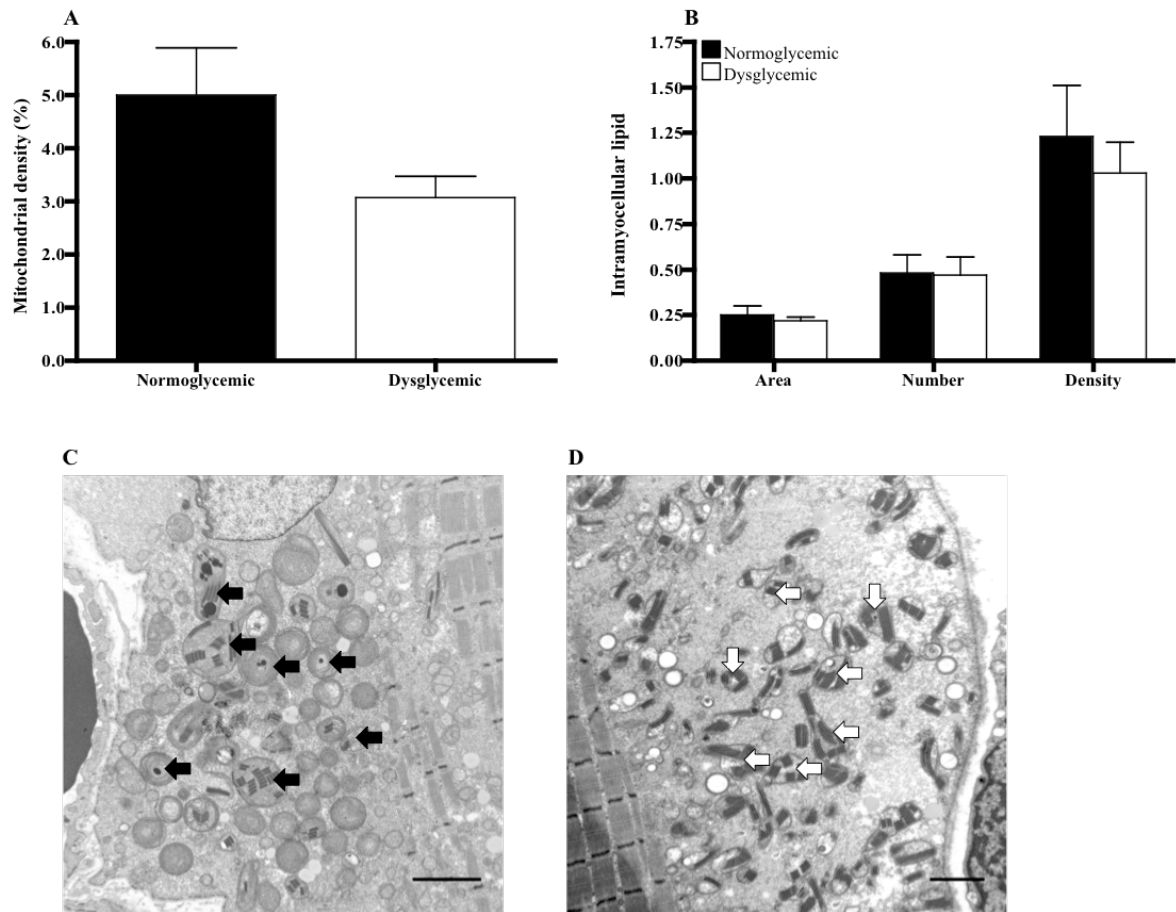 A
Mitochondrial density (%)
6.0
5.0
4.0
3.0
2.0
1.0
0.0
Normoglycemic
Dysglycemic
B
Normoglycemic
Dysglycemic
Intramyocellular lipid
1.75
1.50
1.25
1.00
0.75
0.50
0.25
0.00
Area
Number
Density
C
D